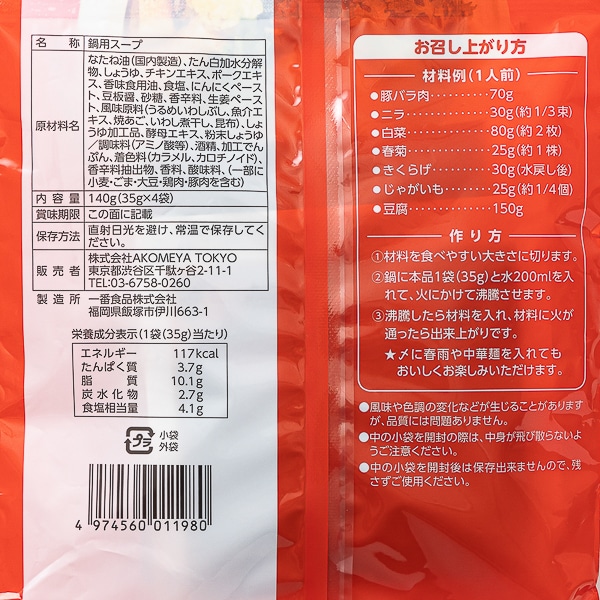 名称 鍋用スープ
原材料名
なたね油(国内製造)、たん白加水分解
物、しょうゆ、チキンエキス、ポークエキ
ス、香味食用油、食塩、にんにくペースト
、豆板醤、砂糖、香辛料、生姜ペースト
、風味原料(うるめいわしぶし、魚介エ
キス、焼あご、いわし煮干し、昆布)、しょ
うゆ加工品、酵母エキス、粉末しょうゆ
/調味料(アミノ酸等)、酒精、加工でん
ぷん、着色料(カラメル、カロチノイド)、
香辛料抽出物、香料、酸味料、(一部に
小麦・ごま・大豆・鶏肉・豚肉を含む)
内容量 140g(35g×4袋)
賞味期限 この面に記載
保存方法 直射日光を避け、常温で保存してく
ださい。
販売者 株式会社AKOMEYA TOKYO
東京都渋谷区千駄ヶ谷2-11-1
TEL:03-6758-0260
製造所 一番食品株式会社
福岡県飯塚市伊川663-1
栄養成分表示(1袋(35g)当たり)
エネルギー 117kcal
たんぱく質 3.7g
脂質 10.1g
炭水化物 2.7g
食塩相当量 4.1g
プラ 小袋
外袋
4 974560 011980
お召し上がり方
材料例(1人前)
●豚バラ肉………70g
●ニラ………30g(約1/3束)
●白菜………80g(約2枚)
●春菊………25g(約1株)
●きくらげ………30g(水戻し後)
●じゃがいも……25g(約1/4個)
●豆腐………150g
作り方
①材料を食べやすい大きさに切ります。
②鍋に本品1袋(35g)と水200mlを入
れて、火にかけて沸騰させます。
③沸騰したら材料を入れ、材料に火が
通ったら出来上がりです。
★〆に春雨や中華麺を入れても
おいしくお楽しみいただけます。
●風味や色調の変化などが生じることがあります
が、品質には問題ありません。
●中の小袋を開封の際は、中身が飛び散らないよ
うご注意ください。
●中の小袋を開封後は保存出来ませんので、残
さずご使用ください。